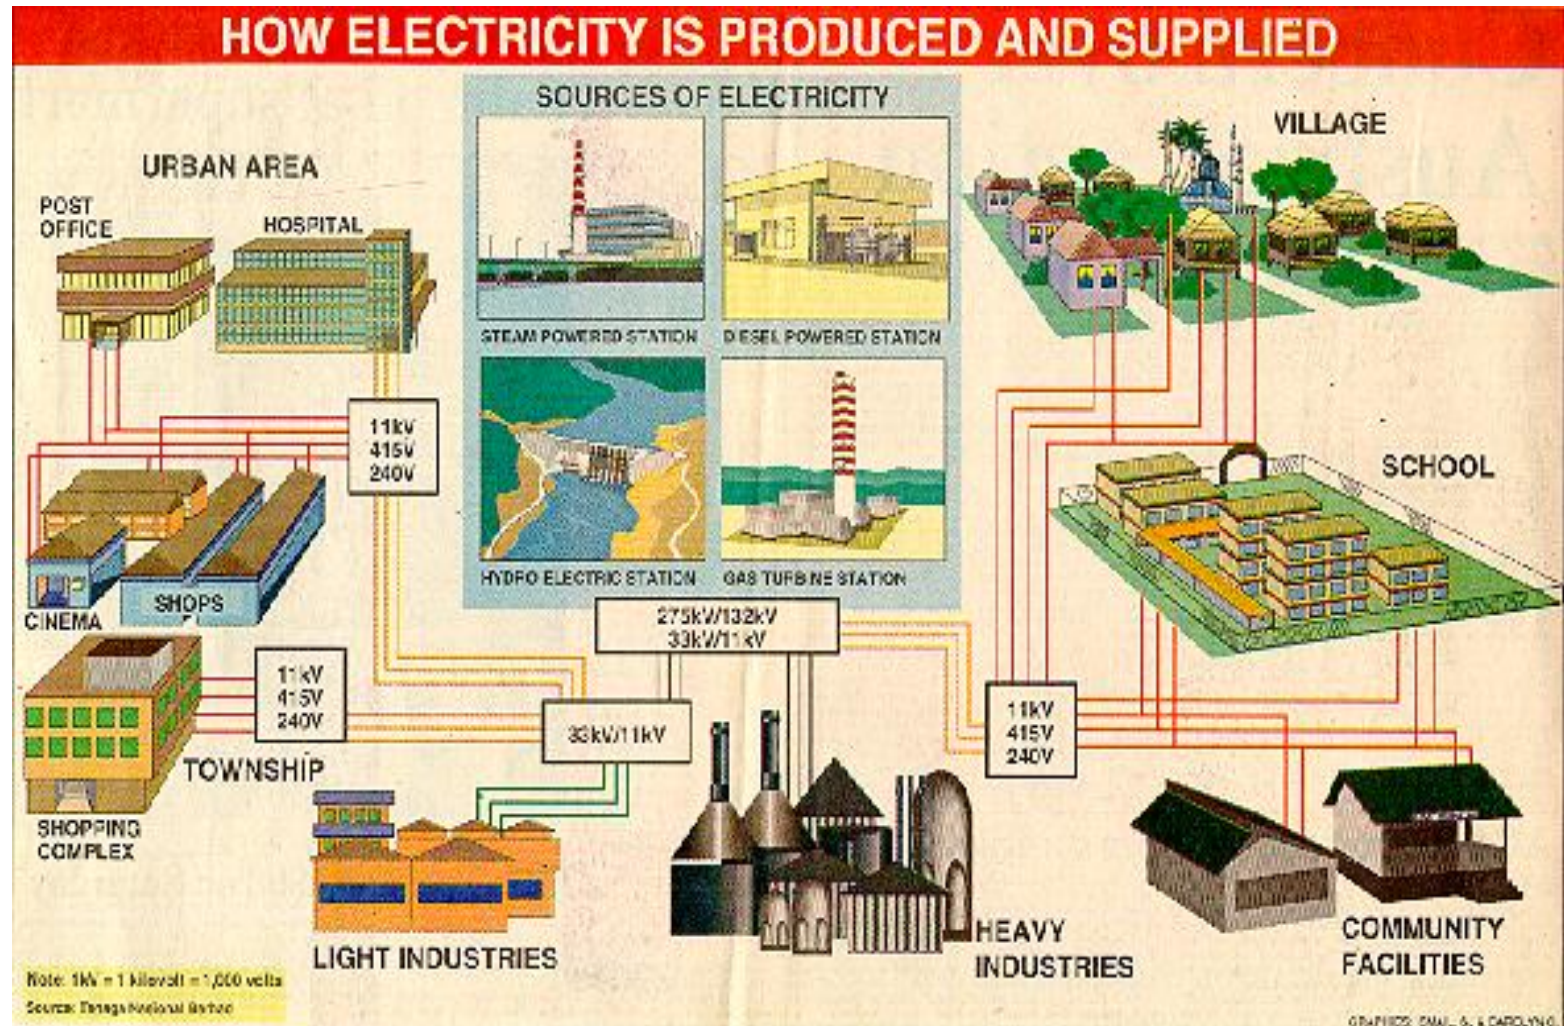 HOW ELECTRICITY IS PRODUCED AND SUPPLIED
SOURCES OF ELECTRICITY
STEAM POWERED STATION
DIESEL POWERED STATION
HYDRO ELECTRIC STATION
GAS TURBINE STATION
URBAN AREA
POST
OFFICE
HOSPITAL
11kV
415V
240V
CINEMA
SHOPS
11kV
415V
240V
TOWNSHIP
SHOPPING
COMPLEX
275kV/132kV
33kV/11kV
33kV/11kV
LIGHT INDUSTRIES
HEAVY
INDUSTRIES
VILLAGE
SCHOOL
11kV
415V
240V
COMMUNITY
FACILITIES
Note: 1kV = 1 kilovolt = 1,000 volts
Source: Tenaga Nasional Berhad
GRAPHICS: